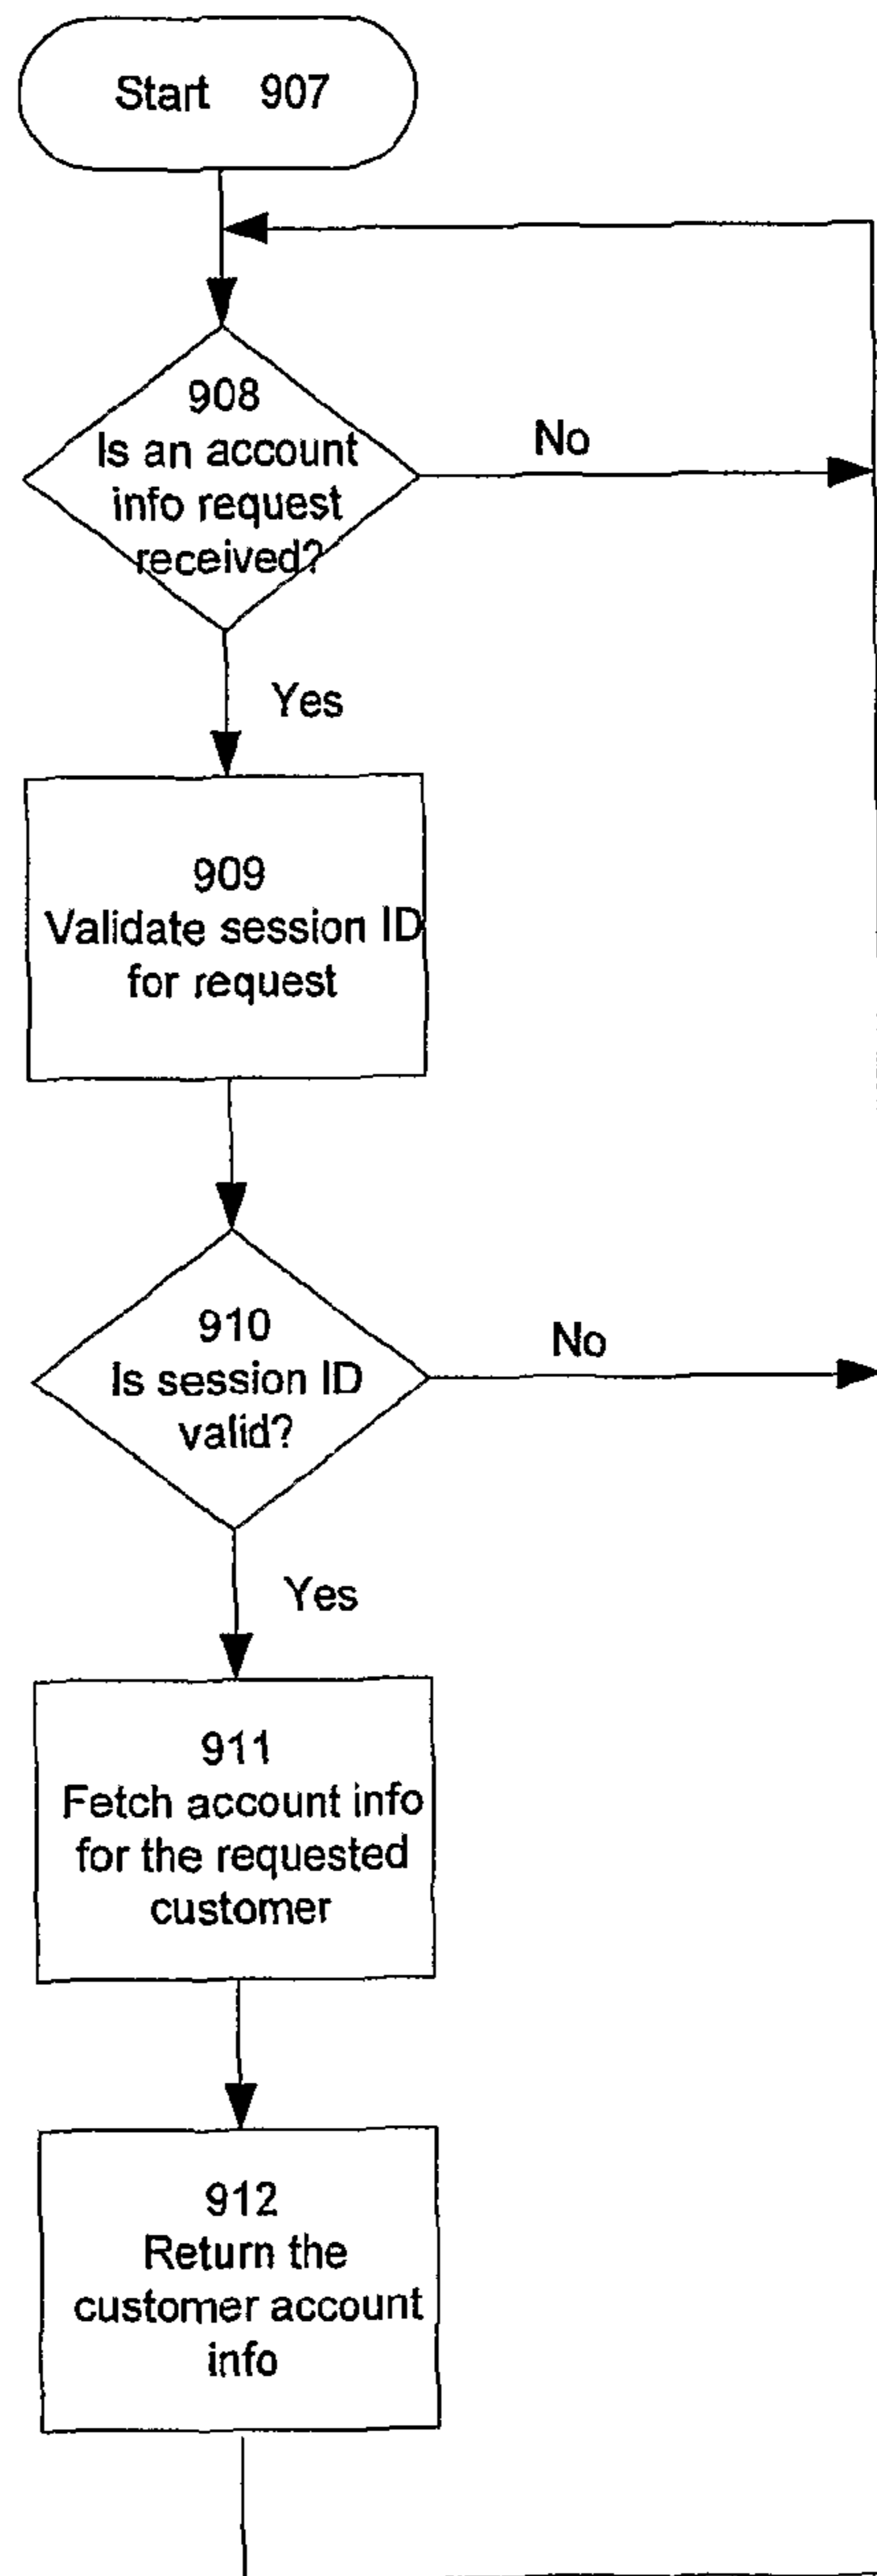 Start 907
908
Is an account
info request
received?
No
Yes
909
Validate session ID
for request
910
Is session ID
valid?
No
Yes
911
Fetch account info
for the requested
customer
912
Return the
customer account
info